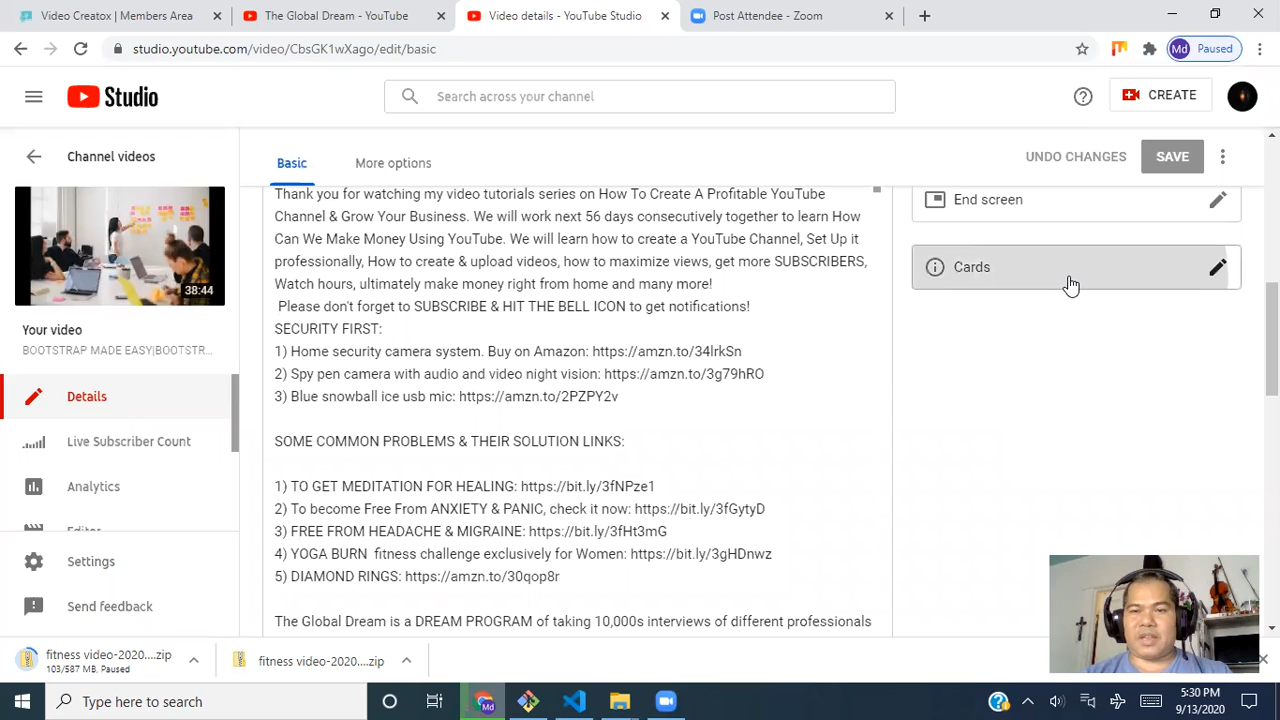 Video Creatox | Members Area
The Global Dream - YouTube
Video details - YouTube Studio
Post Attendee - Zoom
studio.youtube.com/video/CbsGK1wXago/edit/basic
Md Paused
Studio
Search across your channel
CREATE
Channel videos
Basic
More options
UNDO CHANGES
SAVE
38:44
Your video
BOOTSTRAP MADE EASY|BOOTSTR...
Details
Live Subscriber Count
Analytics
Editor
Settings
Send feedback
Thank you for watching my video tutorials series on How To Create A Profitable YouTube
Channel & Grow Your Business. We will work next 56 days consecutively together to learn How
Can We Make Money Using YouTube. We will learn how to create a YouTube Channel, Set Up it
professionally, How to create & upload videos, how to maximize views, get more SUBSCRIBERS,
Watch hours, ultimately make money right from home and many more!
Please don't forget to SUBSCRIBE & HIT THE BELL ICON to get notifications!
SECURITY FIRST:
1) Home security camera system. Buy on Amazon: https://amzn.to/34lrkSn
2) Spy pen camera with audio and video night vision: https://amzn.to/3g79hRO
3) Blue snowball ice usb mic: https://amzn.to/2PZPY2v
SOME COMMON PROBLEMS & THEIR SOLUTION LINKS:
1) TO GET MEDITATION FOR HEALING: https://bit.ly/3fNPze1
2) To become Free From ANXIETY & PANIC, check it now: https://bit.ly/3fGytyD
3) FREE FROM HEADACHE & MIGRAINE: https://bit.ly/3fHt3mG
4) YOGA BURN fitness challenge exclusively for Women: https://bit.ly/3gHDnwz
5) DIAMOND RINGS: https://amzn.to/30qop8r
The Global Dream is a DREAM PROGRAM of taking 10,000s interviews of different professionals
End screen
Cards
fitness video-2020....zip
103/587 MB, Paused
fitness video-2020....zip
Type here to search
Md
5:30 PM
9/13/2020